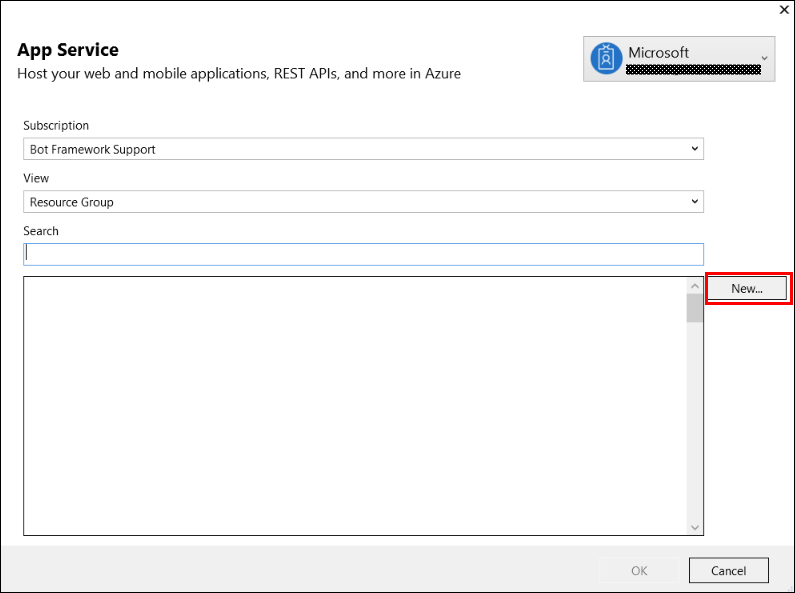 App Service
Host your web and mobile applications, REST APIs, and more in Azure
Microsoft
Subscription
Bot Framework Support
View
Resource Group
Search
New...
OK
Cancel